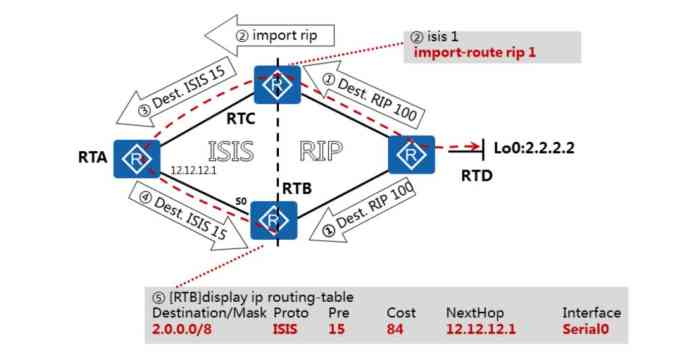 ② import rip
② isis 1
import-route rip 1
① Dest. RIP 100
③ Dest. ISIS 15
R
RTC
RTA
R
ISIS
RIP
R
Lo0:2.2.2.2
RTD
12.12.12.1
RTB
④ Dest. ISIS 15
S0
R
① Dest. RIP 100
⑤ [RTB]display ip routing-table
Destination/Mask Proto Pre Cost NextHop Interface
2.0.0.0/8 ISIS 15 84 12.12.12.1 Serial0